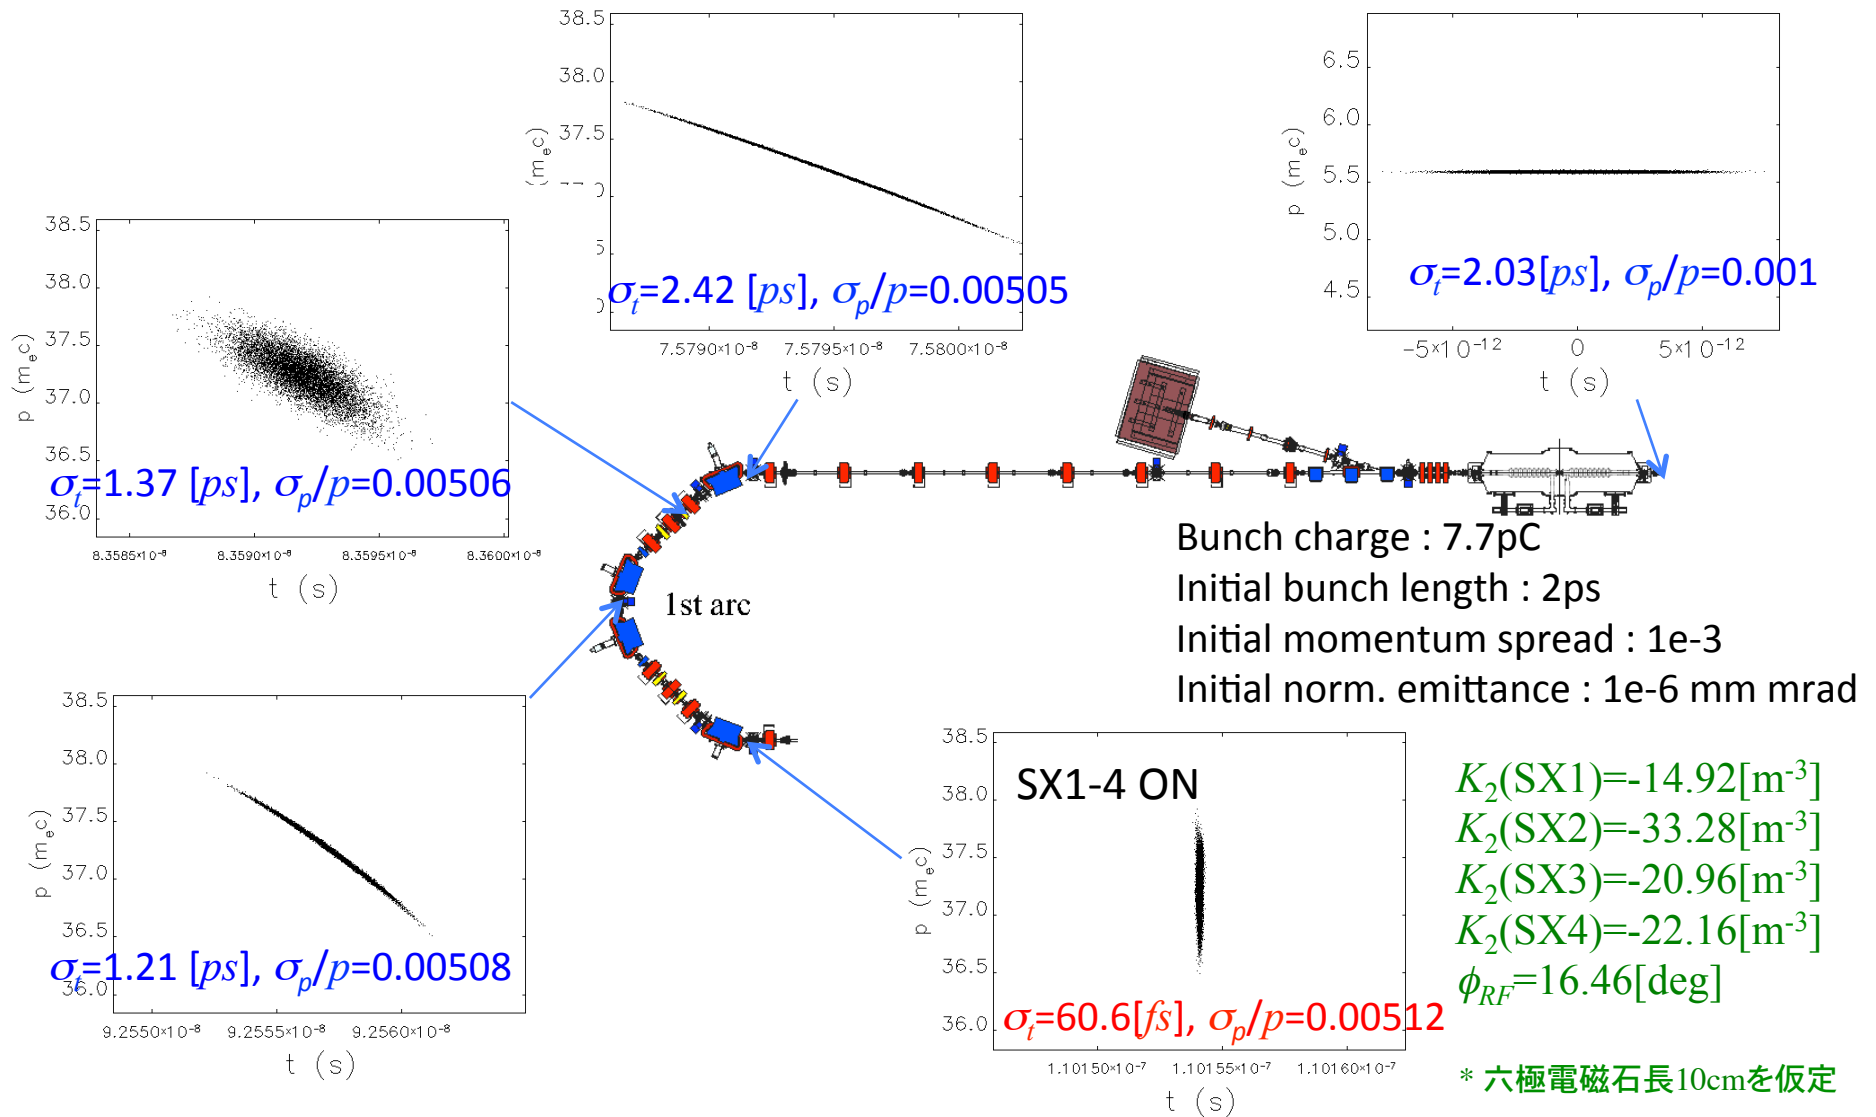 38.5
38.0
37.5
p (m_e c)
σ_t=2.42 [ps], σ_p/p=0.00505
7.5790×10^-8 7.5795×10^-8 7.5800×10^-8
t (s)
6.5
6.0
5.5
5.0
4.5
p (m_e c)
σ_t=2.03[ps], σ_p/p=0.001
−5×10^-12 0 5×10^-12
t (s)
38.5
38.0
37.5
37.0
36.5
36.0
p (m_e c)
σ_t=1.37 [ps], σ_p/p=0.00506
8.3585×10^-8 8.3590×10^-8 8.3595×10^-8 8.3600×10^-8
t (s)
1st arc
Bunch charge : 7.7pC
Initial bunch length : 2ps
Initial momentum spread : 1e-3
Initial norm. emittance : 1e-6 mm mrad
38.5
38.0
37.5
37.0
36.5
36.0
p (m_e c)
σ_t=1.21 [ps], σ_p/p=0.00508
9.2550×10^-8 9.2555×10^-8 9.2560×10^-8
t (s)
SX1-4 ON
38.5
38.0
37.5
37.0
36.5
36.0
p (m_e c)
σ_t=60.6[fs], σ_p/p=0.00512
1.10150×10^-7 1.10155×10^-7 1.10160×10^-7
t (s)
K_2(SX1)=-14.92[m^-3]
K_2(SX2)=-33.28[m^-3]
K_2(SX3)=-20.96[m^-3]
K_2(SX4)=-22.16[m^-3]
φ_RF=16.46[deg]
* 六極電磁石長10cmを仮定